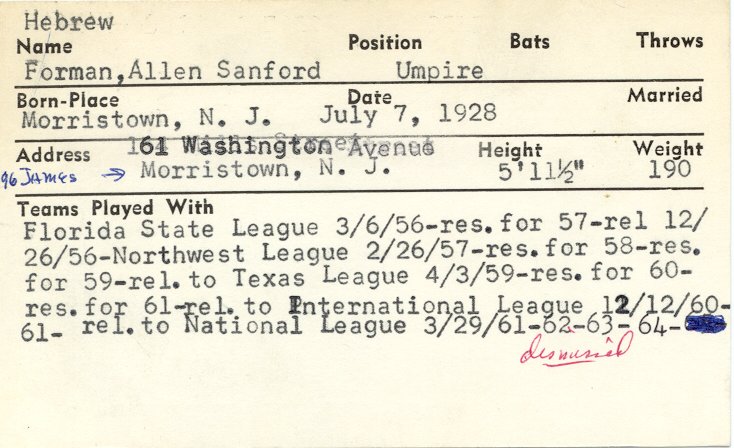 Hebrew
Name Position Bats Throws
Forman,Allen Sanford Umpire
Born-Place Date Married
Morristown, N. J. July 7, 1928
Address 161 Washington Avenue Height Weight
96 JAMES → Morristown, N. J. 5'11½" 190
Teams Played With
Florida State League 3/6/56-res.for 57-rel 12/
26/56-Northwest League 2/26/57-res.for 58-res.
for 59-rel.to Texas League 4/3/59-res.for 60-
res.for 61-rel.to International League 12/12/60-
61- rel.to National League 3/29/61-62-63-64-
dismissed